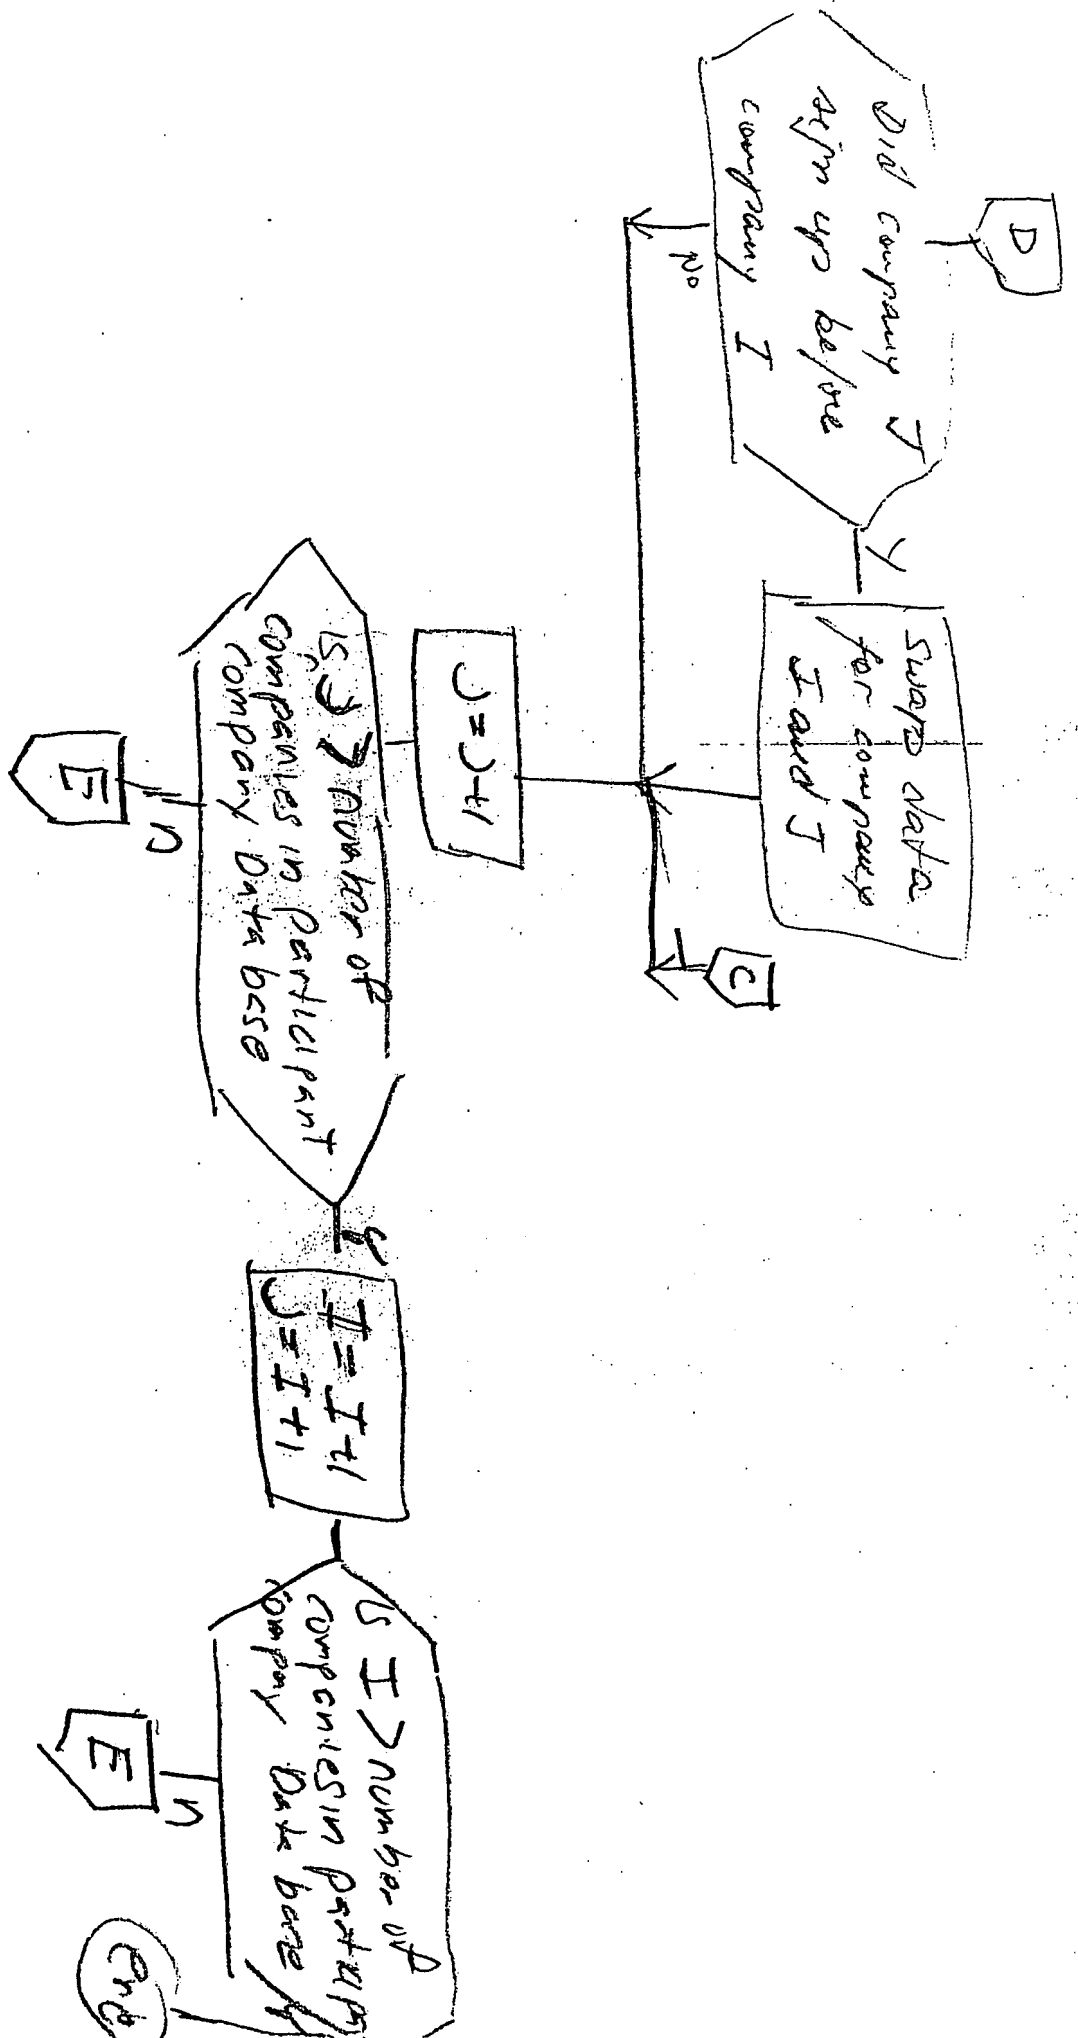 D
Did company J
sign up before
company I
No
Y
Swap data
for company
I and J
C
J=J+1
is J > number of
companies in participant
company Data base
n
E
Y
I = I+1
J = I+1
is I > number of
companies in
company Data base
n
E
Y
End